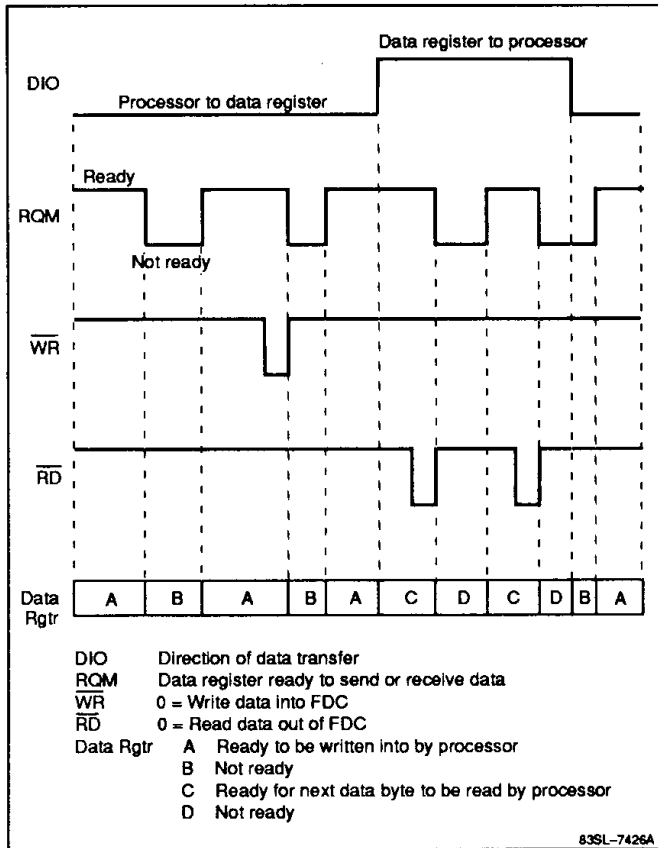 Data register to processor
DIO
Processor to data register
Ready
RQM
Not ready
WR
RD
Data Rgtr A B A B A C D C D B A
DIO Direction of data transfer
RQM Data register ready to send or receive data
WR 0 = Write data into FDC
RD 0 = Read data out of FDC
Data Rgtr A Ready to be written into by processor
B Not ready
C Ready for next data byte to be read by processor
D Not ready
83SL-7426A